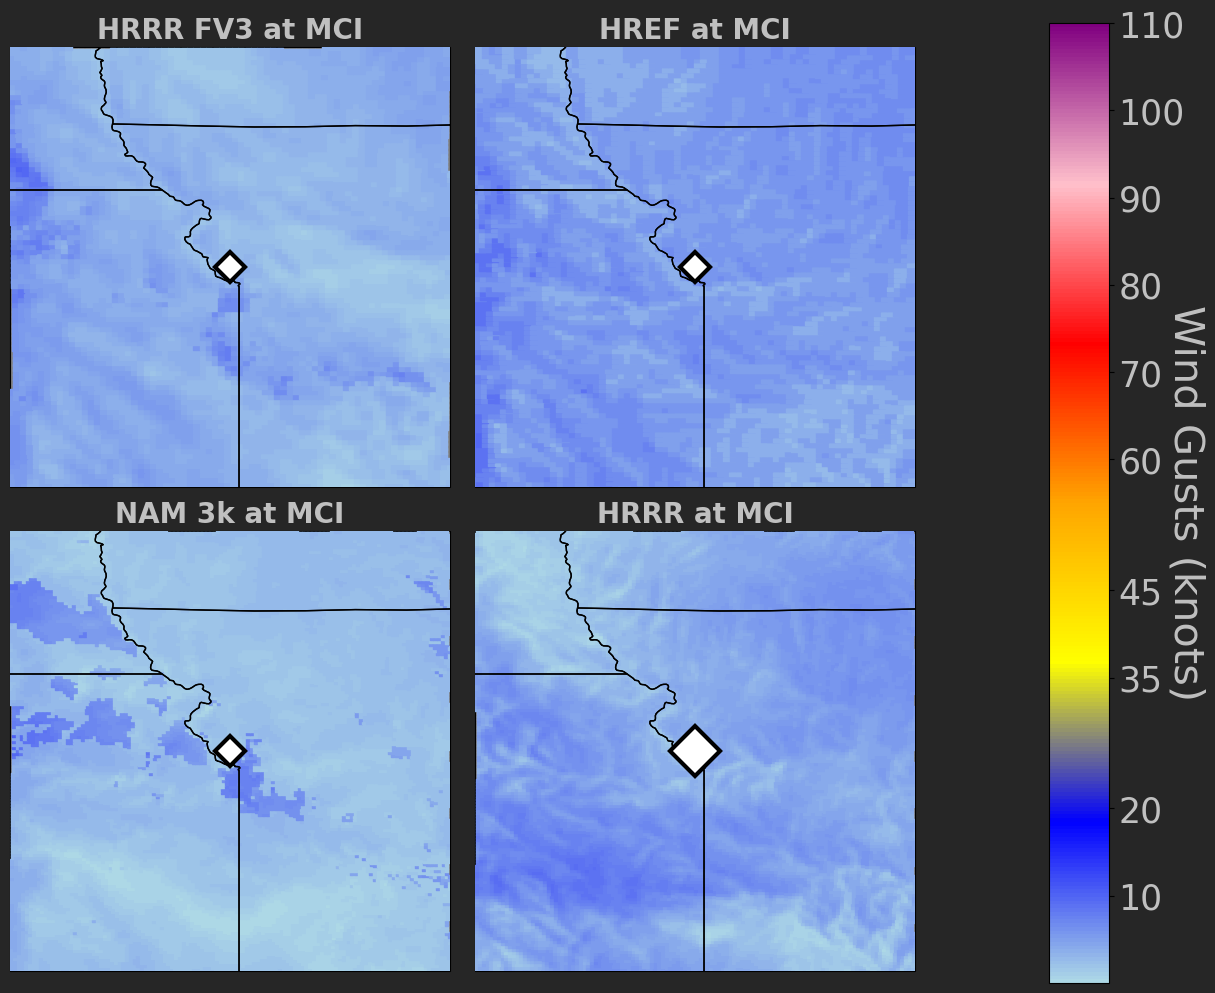 HRRR FV3 at MCI
HREF at MCI
NAM 3k at MCI
HRRR at MCI
110
100
90
80
70
60
45
35
20
10
Wind Gusts (knots)